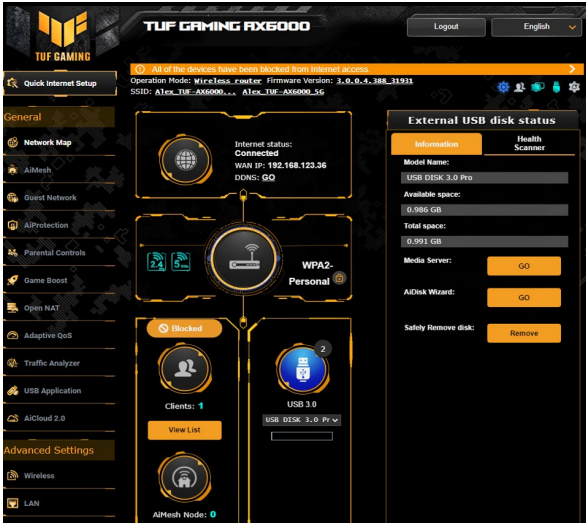 TUF GAMING AX6000
Logout
English
TUF GAMING
All of the devices have been blocked from Internet access.
Operation Mode: Wireless router Firmware Version: 3.0.0.4.388_31931
SSID: Alex_TUF-AX6000... Alex_TUF-AX6000_5G
Quick Internet Setup
General
Network Map
AiMesh
Guest Network
AiProtection
Parental Controls
Game Boost
Open NAT
Adaptive QoS
Traffic Analyzer
USB Application
AiCloud 2.0
Advanced Settings
Wireless
LAN
Internet status:
Connected
WAN IP: 192.168.123.36
DDNS: GO
2.4
5
WPA2-
Personal
Blocked
Clients: 1
View List
AiMesh Node: 0
2
USB 3.0
USB DISK 3.0 Pr
External USB disk status
Information
Health
Scanner
Model Name:
USB DISK 3.0 Pro
Available space:
0.986 GB
Total space:
0.991 GB
Media Server:
GO
AiDisk Wizard:
GO
Safely Remove disk:
Remove